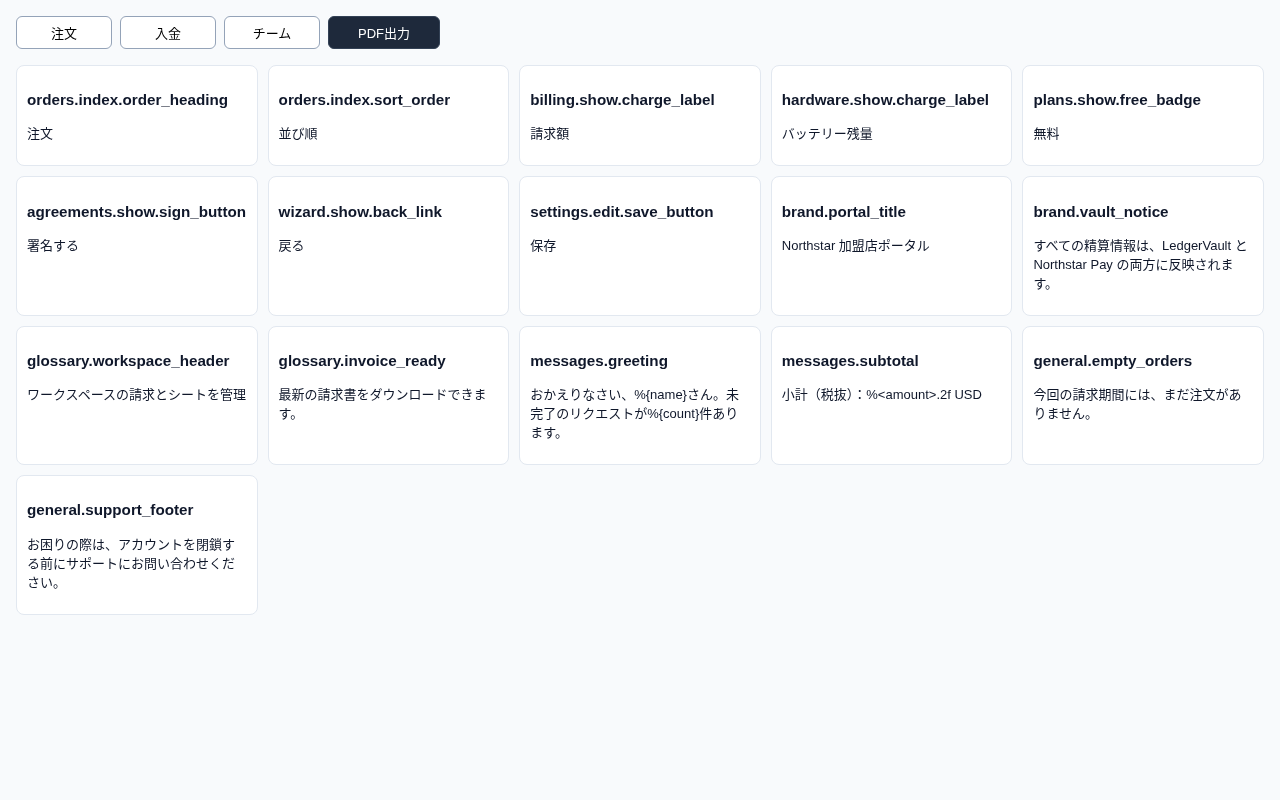 注文
入金
チーム
PDF出力
orders.index.order_heading
注文
orders.index.sort_order
並び順
billing.show.charge_label
請求額
hardware.show.charge_label
バッテリー残量
plans.show.free_badge
無料
agreements.show.sign_button
署名する
wizard.show.back_link
戻る
settings.edit.save_button
保存
brand.portal_title
Northstar 加盟店ポータル
brand.vault_notice
すべての精算情報は、LedgerVault と
Northstar Pay の両方に反映されま
す。
glossary.workspace_header
ワークスペースの請求とシートを管理
glossary.invoice_ready
最新の請求書をダウンロードできま
す。
messages.greeting
おかえりなさい、%{name}さん。未
完了のリクエストが%{count}件あり
ます。
messages.subtotal
小計（税抜）：%<amount>.2f USD
general.empty_orders
今回の請求期間には、まだ注文があ
りません。
general.support_footer
お困りの際は、アカウントを閉鎖す
る前にサポートにお問い合わせくだ
さい。